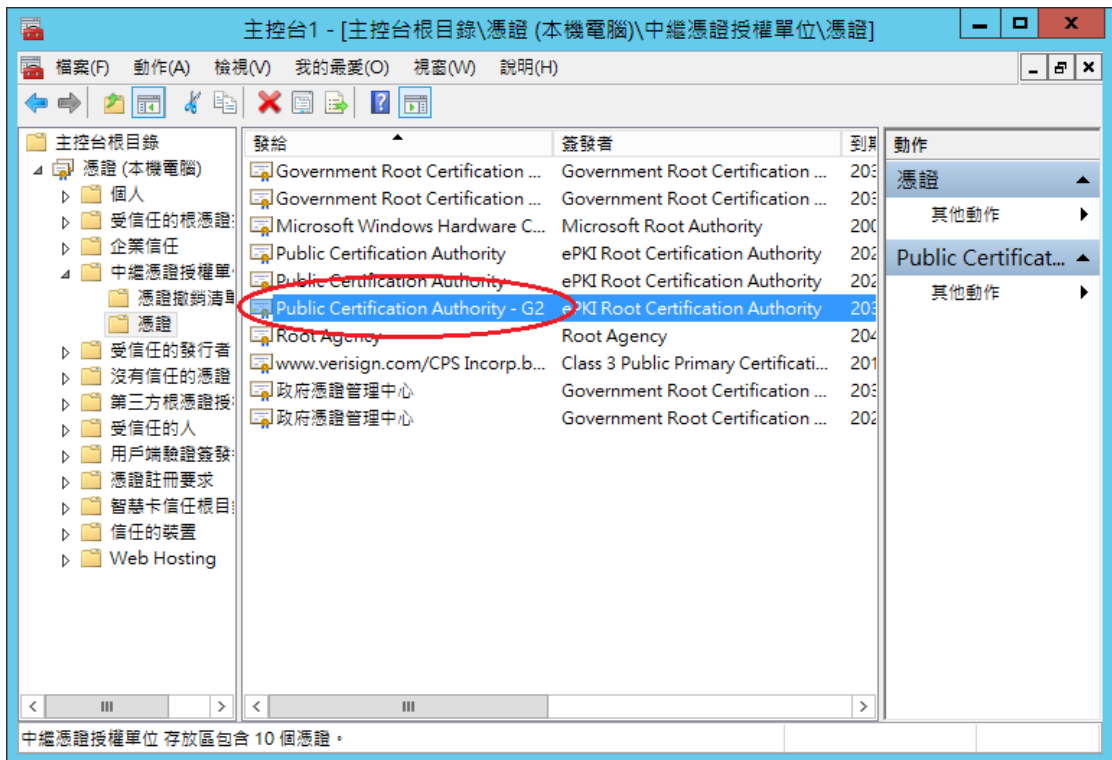 主控台1 - [主控台根目錄\憑證 (本機電腦)\中繼憑證授權單位\憑證]
檔案(F) 動作(A) 檢視(V) 我的最愛(O) 視窗(W) 說明(H)
主控台根目錄
憑證 (本機電腦)
個人
受信任的根憑證
企業信任
中繼憑證授權單
憑證撤銷清單
憑證
受信任的發行者
沒有信任的憑證
第三方根憑證授
受信任的人
用戶端驗證簽發
憑證註冊要求
智慧卡信任根目
信任的裝置
Web Hosting
發給 簽發者 到期
Government Root Certification ... Government Root Certification ... 203
Government Root Certification ... Government Root Certification ... 203
Microsoft Windows Hardware C... Microsoft Root Authority 200
Public Certification Authority ePKI Root Certification Authority 202
Public Certification Authority ePKI Root Certification Authority 202
Public Certification Authority - G2 ePKI Root Certification Authority 203
Root Agency Root Agency 204
www.verisign.com/CPS Incorp.b... Class 3 Public Primary Certificati... 201
政府憑證管理中心 Government Root Certification ... 203
政府憑證管理中心 Government Root Certification ... 202
動作
憑證
其他動作
Public Certificat...
其他動作
中繼憑證授權單位 存放區包含 10 個憑證。